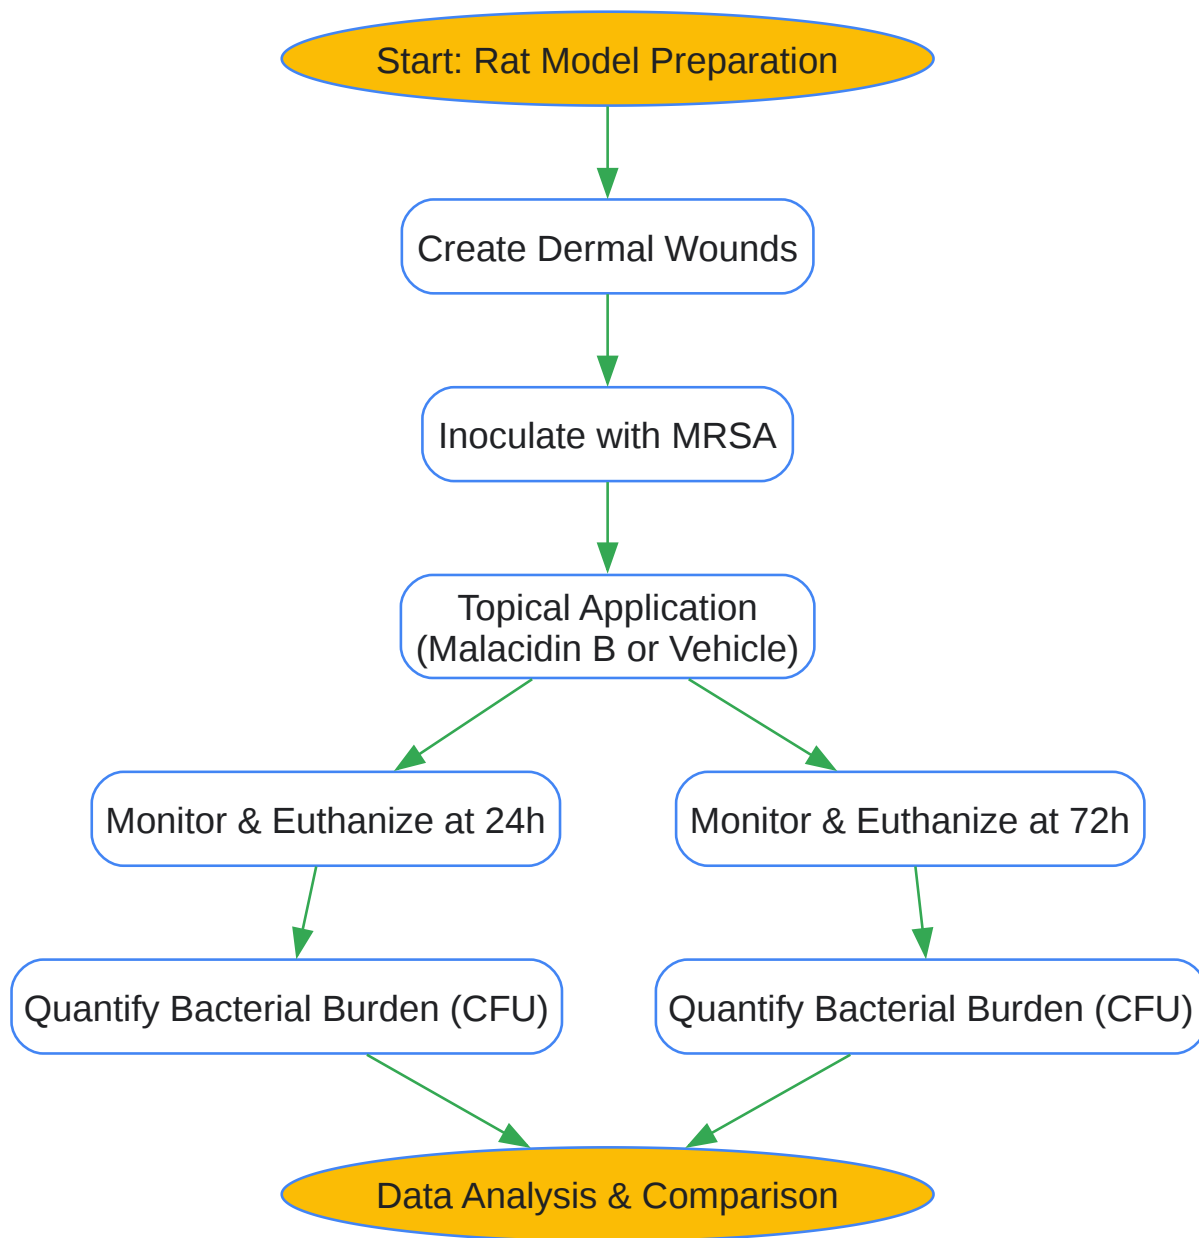 Start: Rat Model Preparation
Create Dermal Wounds
Inoculate with MRSA
Topical Application
(Malacidin B or Vehicle)
Monitor & Euthanize at 24h
Monitor & Euthanize at 72h
Quantify Bacterial Burden (CFU)
Quantify Bacterial Burden (CFU)
Data Analysis & Comparison